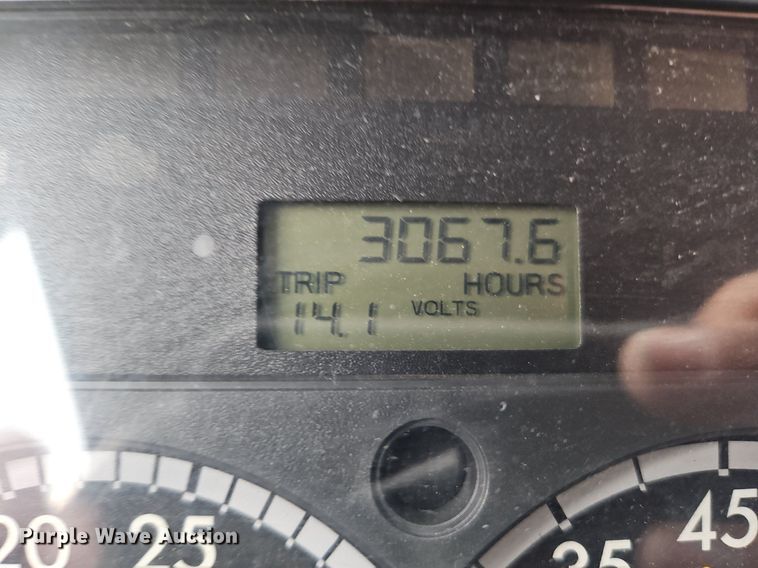 3067.6
TRIP HOURS
14.1 VOLTS
20 25 35 45
Purple Wave Auction